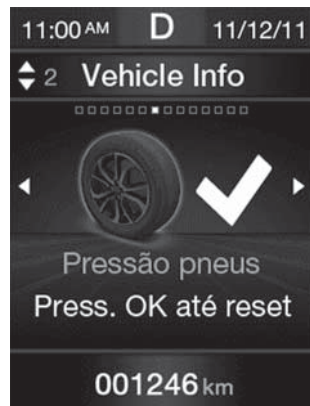 11:00 AM D 11/12/11
2 Vehicle Info
Pressão pneus
Press. OK até reset
001246 km